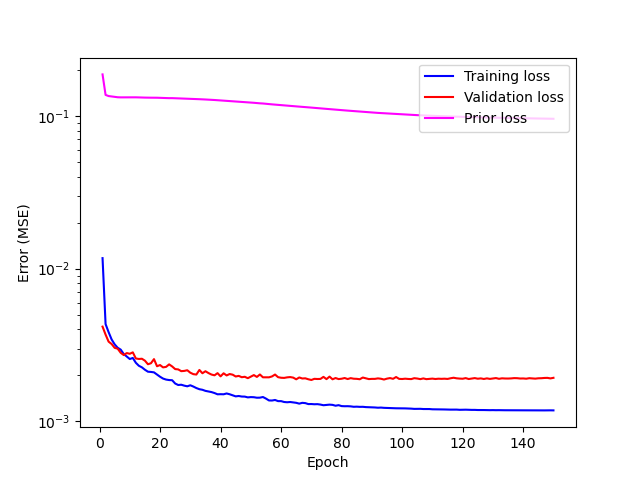 Training loss
Validation loss
Prior loss
10⁻¹
10⁻²
10⁻³
Error (MSE)
0 20 40 60 80 100 120 140
Epoch